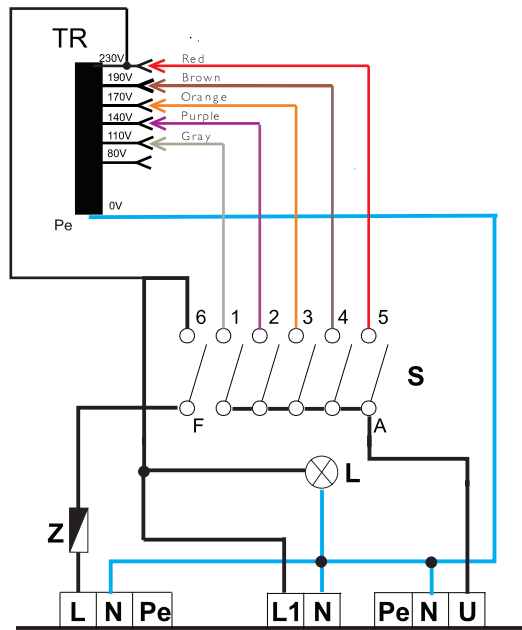 TR
230V Red
190V Brown
170V Orange
140V Purple
110V Gray
80V
0V
Pe
6 1 2 3 4 5
S
F A
L
Z
L N Pe L1 N Pe N U